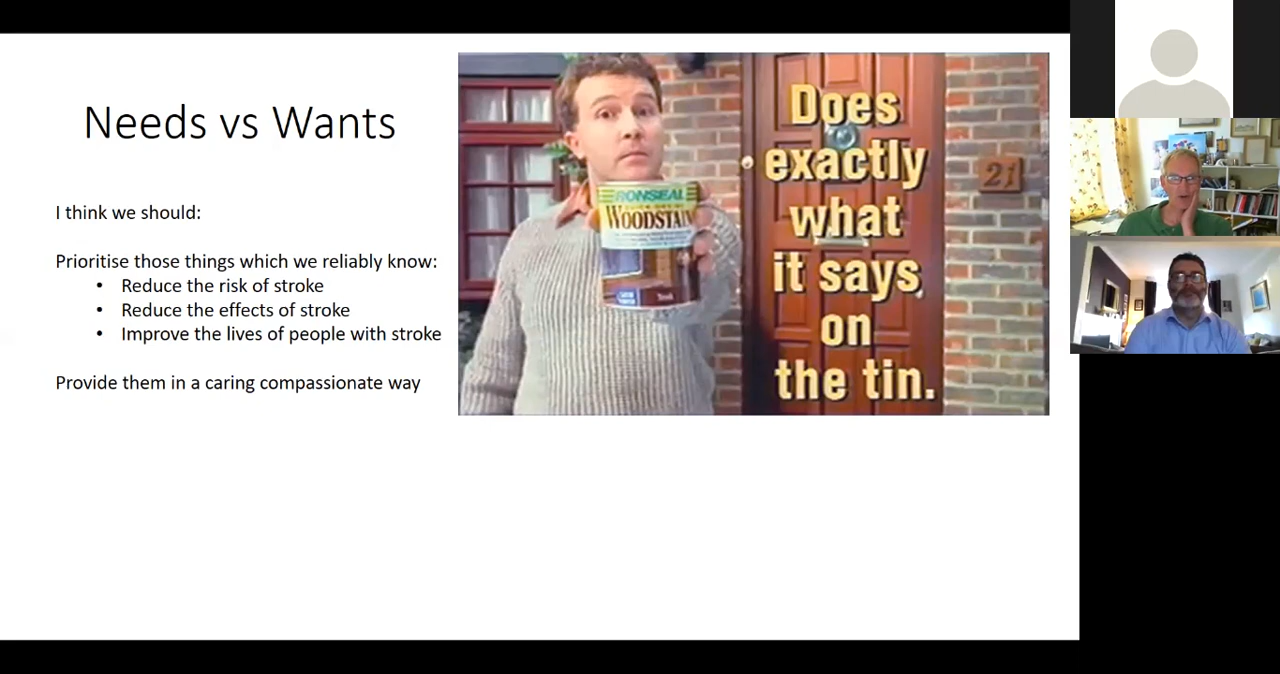 Needs vs Wants
I think we should:
Prioritise those things which we reliably know:
• Reduce the risk of stroke
• Reduce the effects of stroke
• Improve the lives of people with stroke
Provide them in a caring compassionate way
RONSEAL
WOODSTAIN
Does
exactly
what
it says
on
the tin.
21